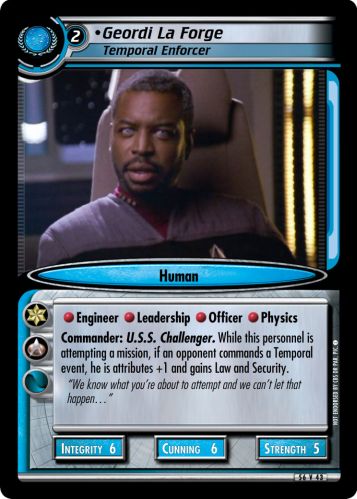 2
•Geordi La Forge
Temporal Enforcer
Human
Engineer Leadership Officer Physics
Commander: U.S.S. Challenger. While this personnel is
attempting a mission, if an opponent commands a Temporal
event, he is attributes +1 and gains Law and Security.
"We know what you're about to attempt and we can't let that
happen…"
INTEGRITY 6 CUNNING 6 STRENGTH 5
56 V 43